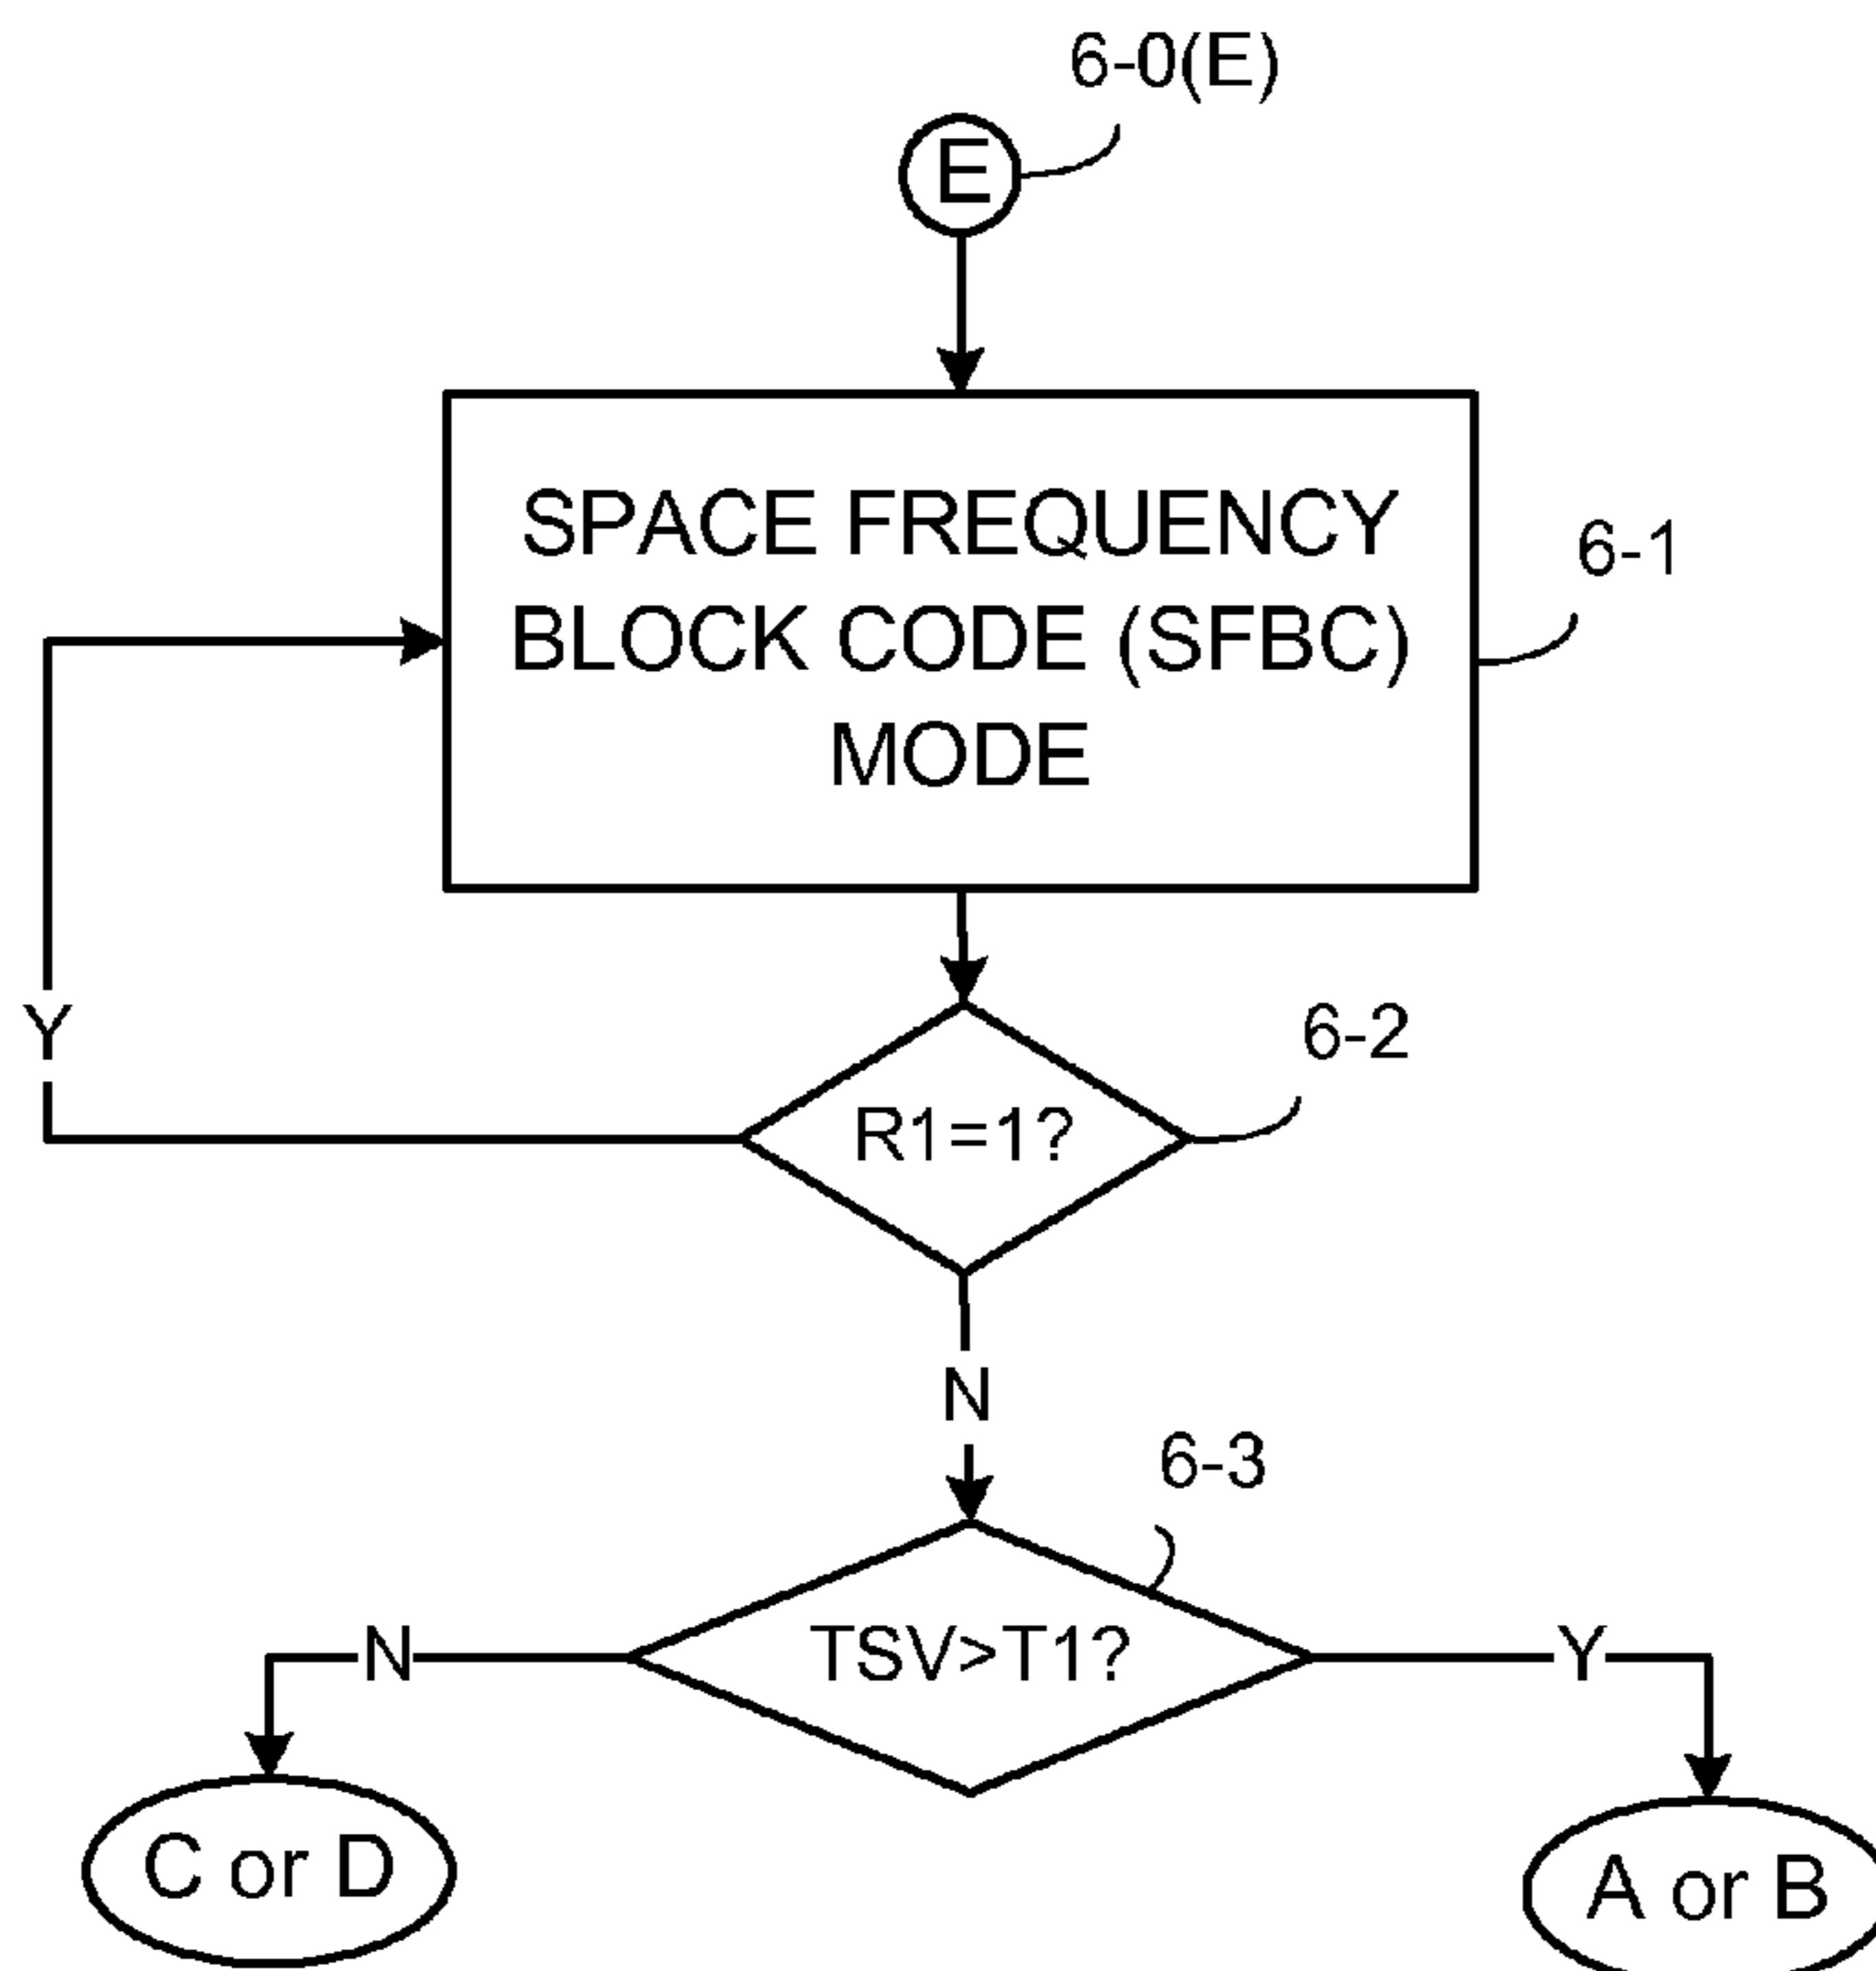 6-0(E)
E
SPACE FREQUENCY
BLOCK CODE (SFBC)
MODE
6-1
Y
6-2
R1=1?
N
6-3
TSV>T1?
N
Y
C or D
A or B